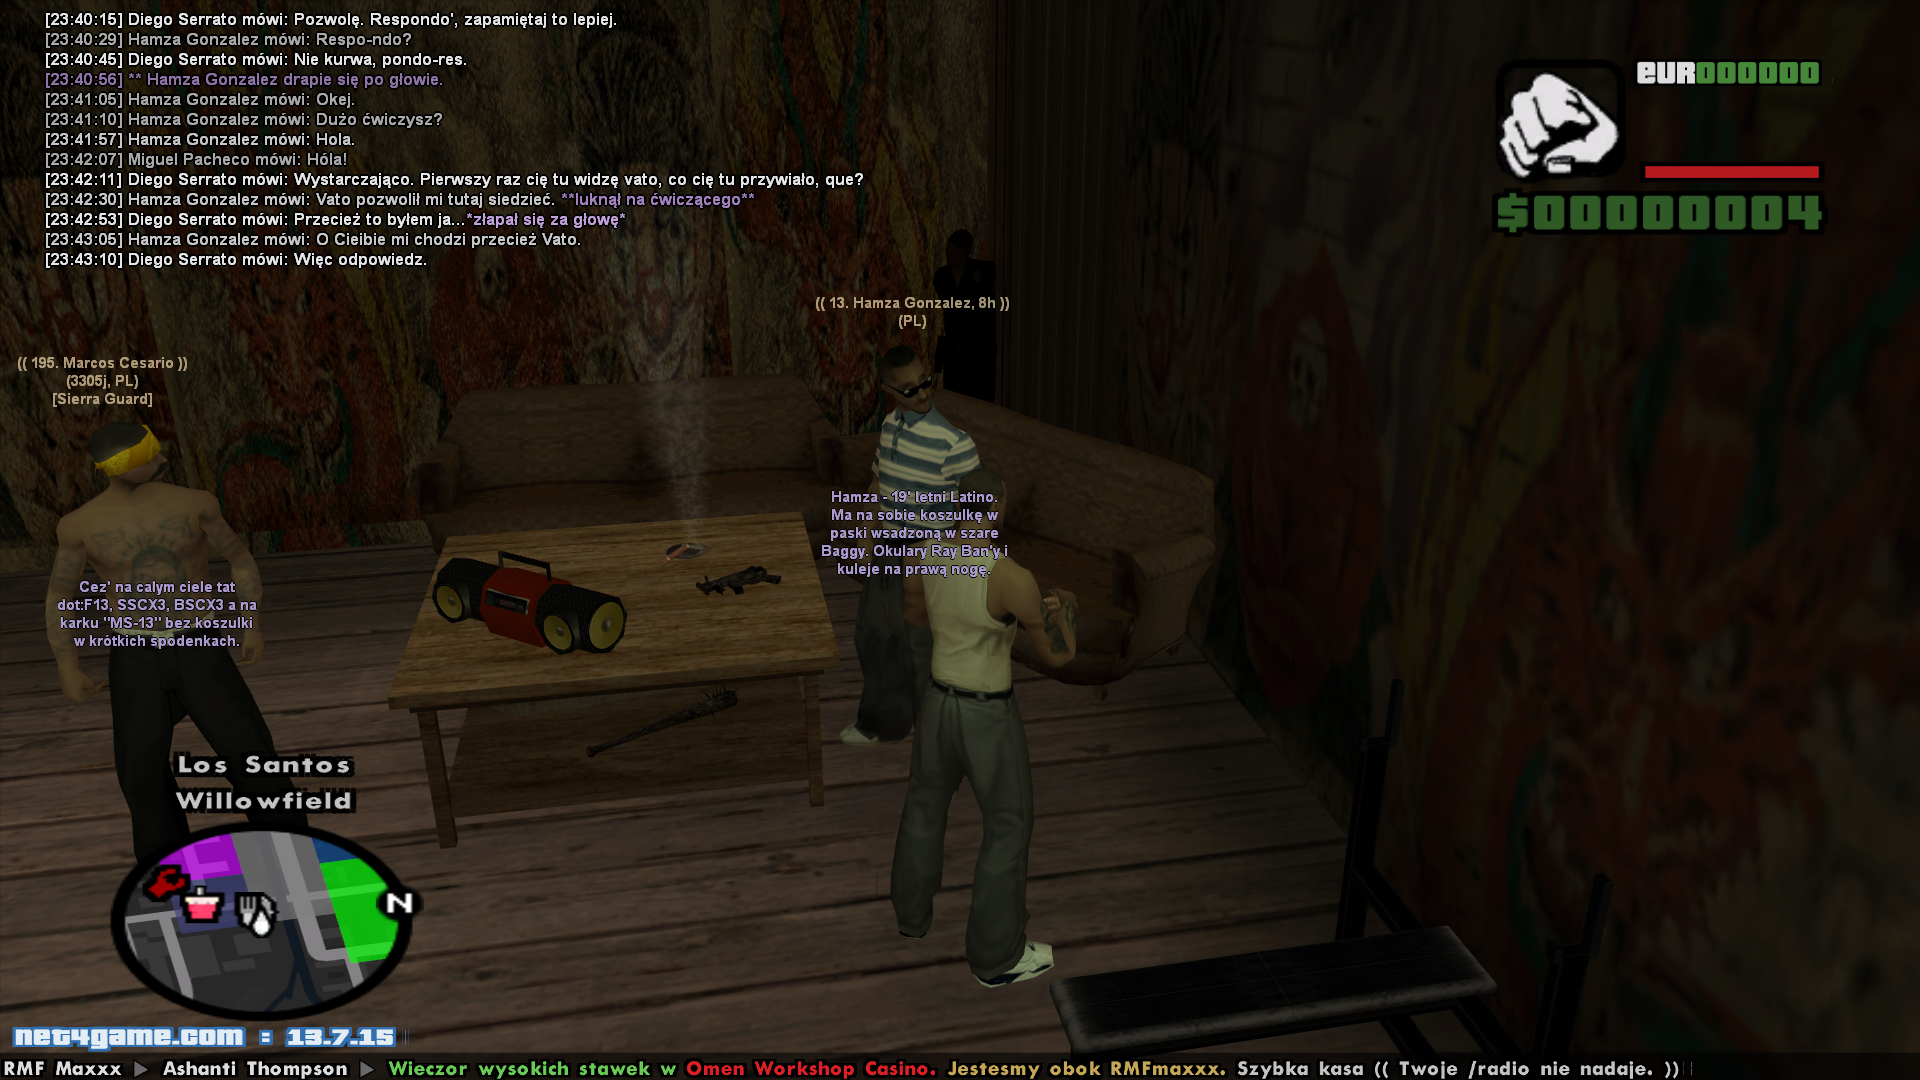 [23:40:15] Diego Serrato mówi: Pozwolę. Respondo', zapamiętaj to lepiej.
[23:40:29] Hamza Gonzalez mówi: Respo-ndo?
[23:40:45] Diego Serrato mówi: Nie kurwa, pondo-res.
[23:40:56] ** Hamza Gonzalez drapie się po głowie.
[23:41:05] Hamza Gonzalez mówi: Okej.
[23:41:10] Hamza Gonzalez mówi: Dużo ćwiczysz?
[23:41:57] Hamza Gonzalez mówi: Hola.
[23:42:07] Miguel Pacheco mówi: Hóla!
[23:42:11] Diego Serrato mówi: Wystarczająco. Pierwszy raz cię tu widzę vato, co cię tu przywiało, que?
[23:42:30] Hamza Gonzalez mówi: Vato pozwolił mi tutaj siedzieć. **luknął na ćwiczącego**
[23:42:53] Diego Serrato mówi: Przecież to byłem ja...*złapał się za głowę*
[23:43:05] Hamza Gonzalez mówi: O Cieibie mi chodzi przecież Vato.
[23:43:10] Diego Serrato mówi: Więc odpowiedz.
EUR000000
$00000004
(( 13. Hamza Gonzalez, 8h ))
(PL)
(( 195. Marcos Cesario ))
(3305j, PL)
[Sierra Guard]
Hamza - 19' letni Latino.
Ma na sobie koszulkę w
paski wsadzoną w szare
Baggy. Okulary Ray Ban'y i
kuleje na prawą nogę.
Cez' na calym ciele tat
dot:F13, SSCX3, BSCX3 a na
karku "MS-13" bez koszulki
w krótkich spodenkach.
Los Santos
Willowfield
N
net4game.com : 13.7.15
RMF Maxxx ► Ashanti Thompson ► Wieczor wysokich stawek w Omen Workshop Casino. Jestesmy obok RMFmaxxx. Szybka kasa (( Twoje /radio nie nadaje. ))